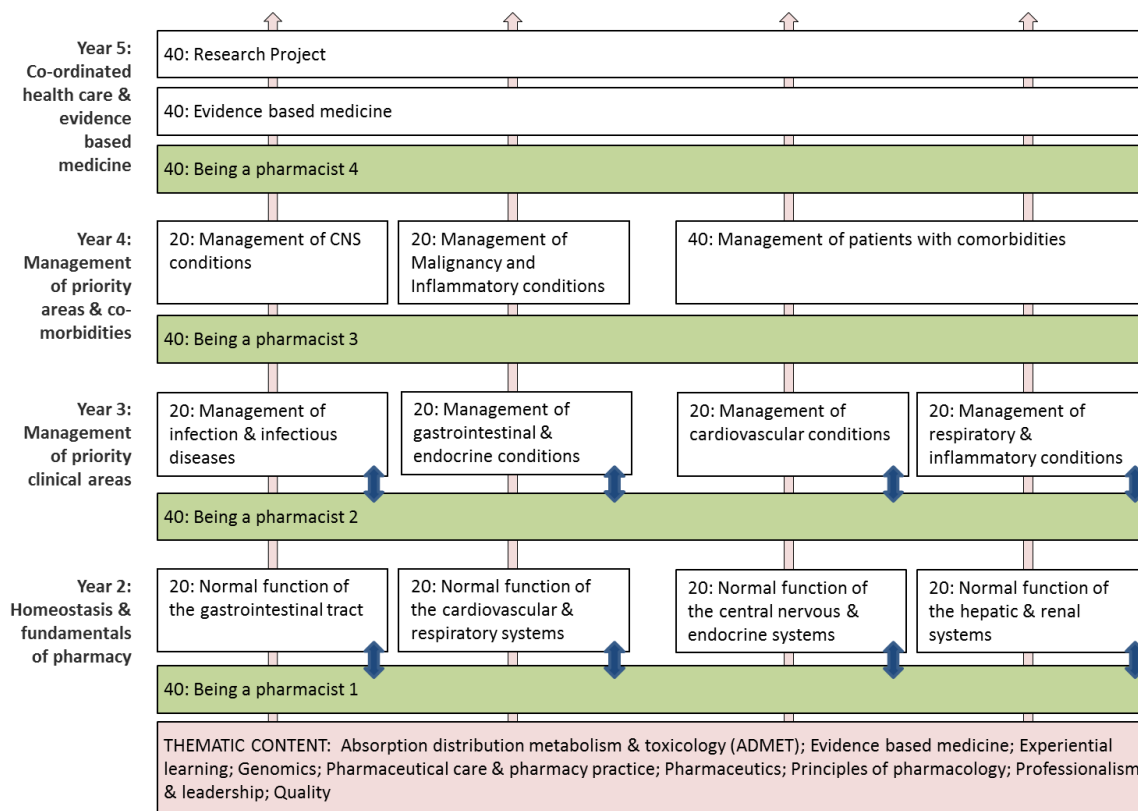 Year 5:
Co-ordinated
health care &
evidence
based
medicine
40: Research Project
40: Evidence based medicine
40: Being a pharmacist 4
Year 4:
Management
of priority
areas & co-
morbidities
20: Management of CNS
conditions
20: Management of
Malignancy and
Inflammatory conditions
40: Management of patients with comorbidities
40: Being a pharmacist 3
Year 3:
Management
of priority
clinical areas
20: Management of
infection & infectious
diseases
20: Management of
gastrointestinal &
endocrine conditions
20: Management of
cardiovascular conditions
20: Management of
respiratory &
inflammatory conditions
40: Being a pharmacist 2
Year 2:
Homeostasis &
fundamentals
of pharmacy
20: Normal function of
the gastrointestinal tract
20: Normal function of
the cardiovascular &
respiratory systems
20: Normal function of
the central nervous &
endocrine systems
20: Normal function of
the hepatic & renal
systems
40: Being a pharmacist 1
THEMATIC CONTENT: Absorption distribution metabolism & toxicology (ADMET); Evidence based medicine; Experiential
learning; Genomics; Pharmaceutical care & pharmacy practice; Pharmaceutics; Principles of pharmacology; Professionalism
& leadership; Quality